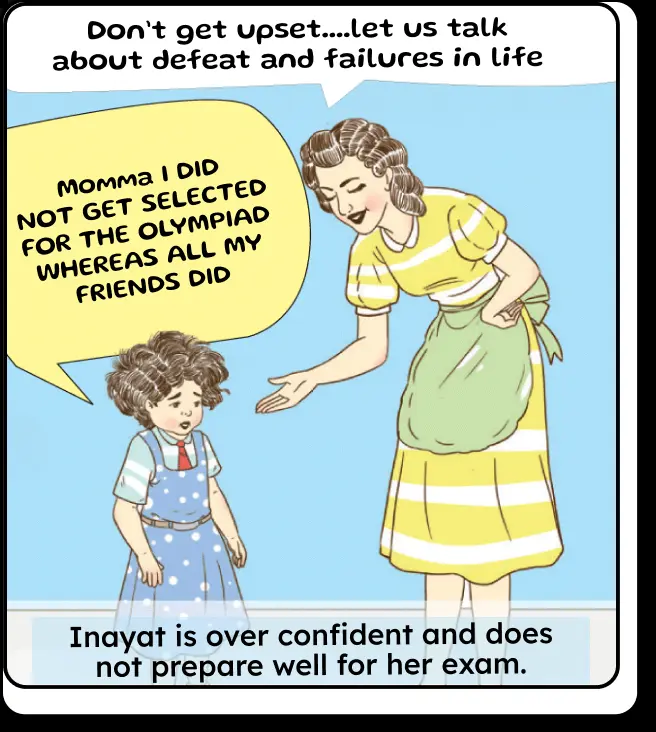 Don't get upset....let us talk
about defeat and failures in life
Momma I DID
NOT GET SELECTED
FOR THE OLYMPIAD
WHEREAS ALL MY
FRIENDS DID
Inayat is over confident and does
not prepare well for her exam.